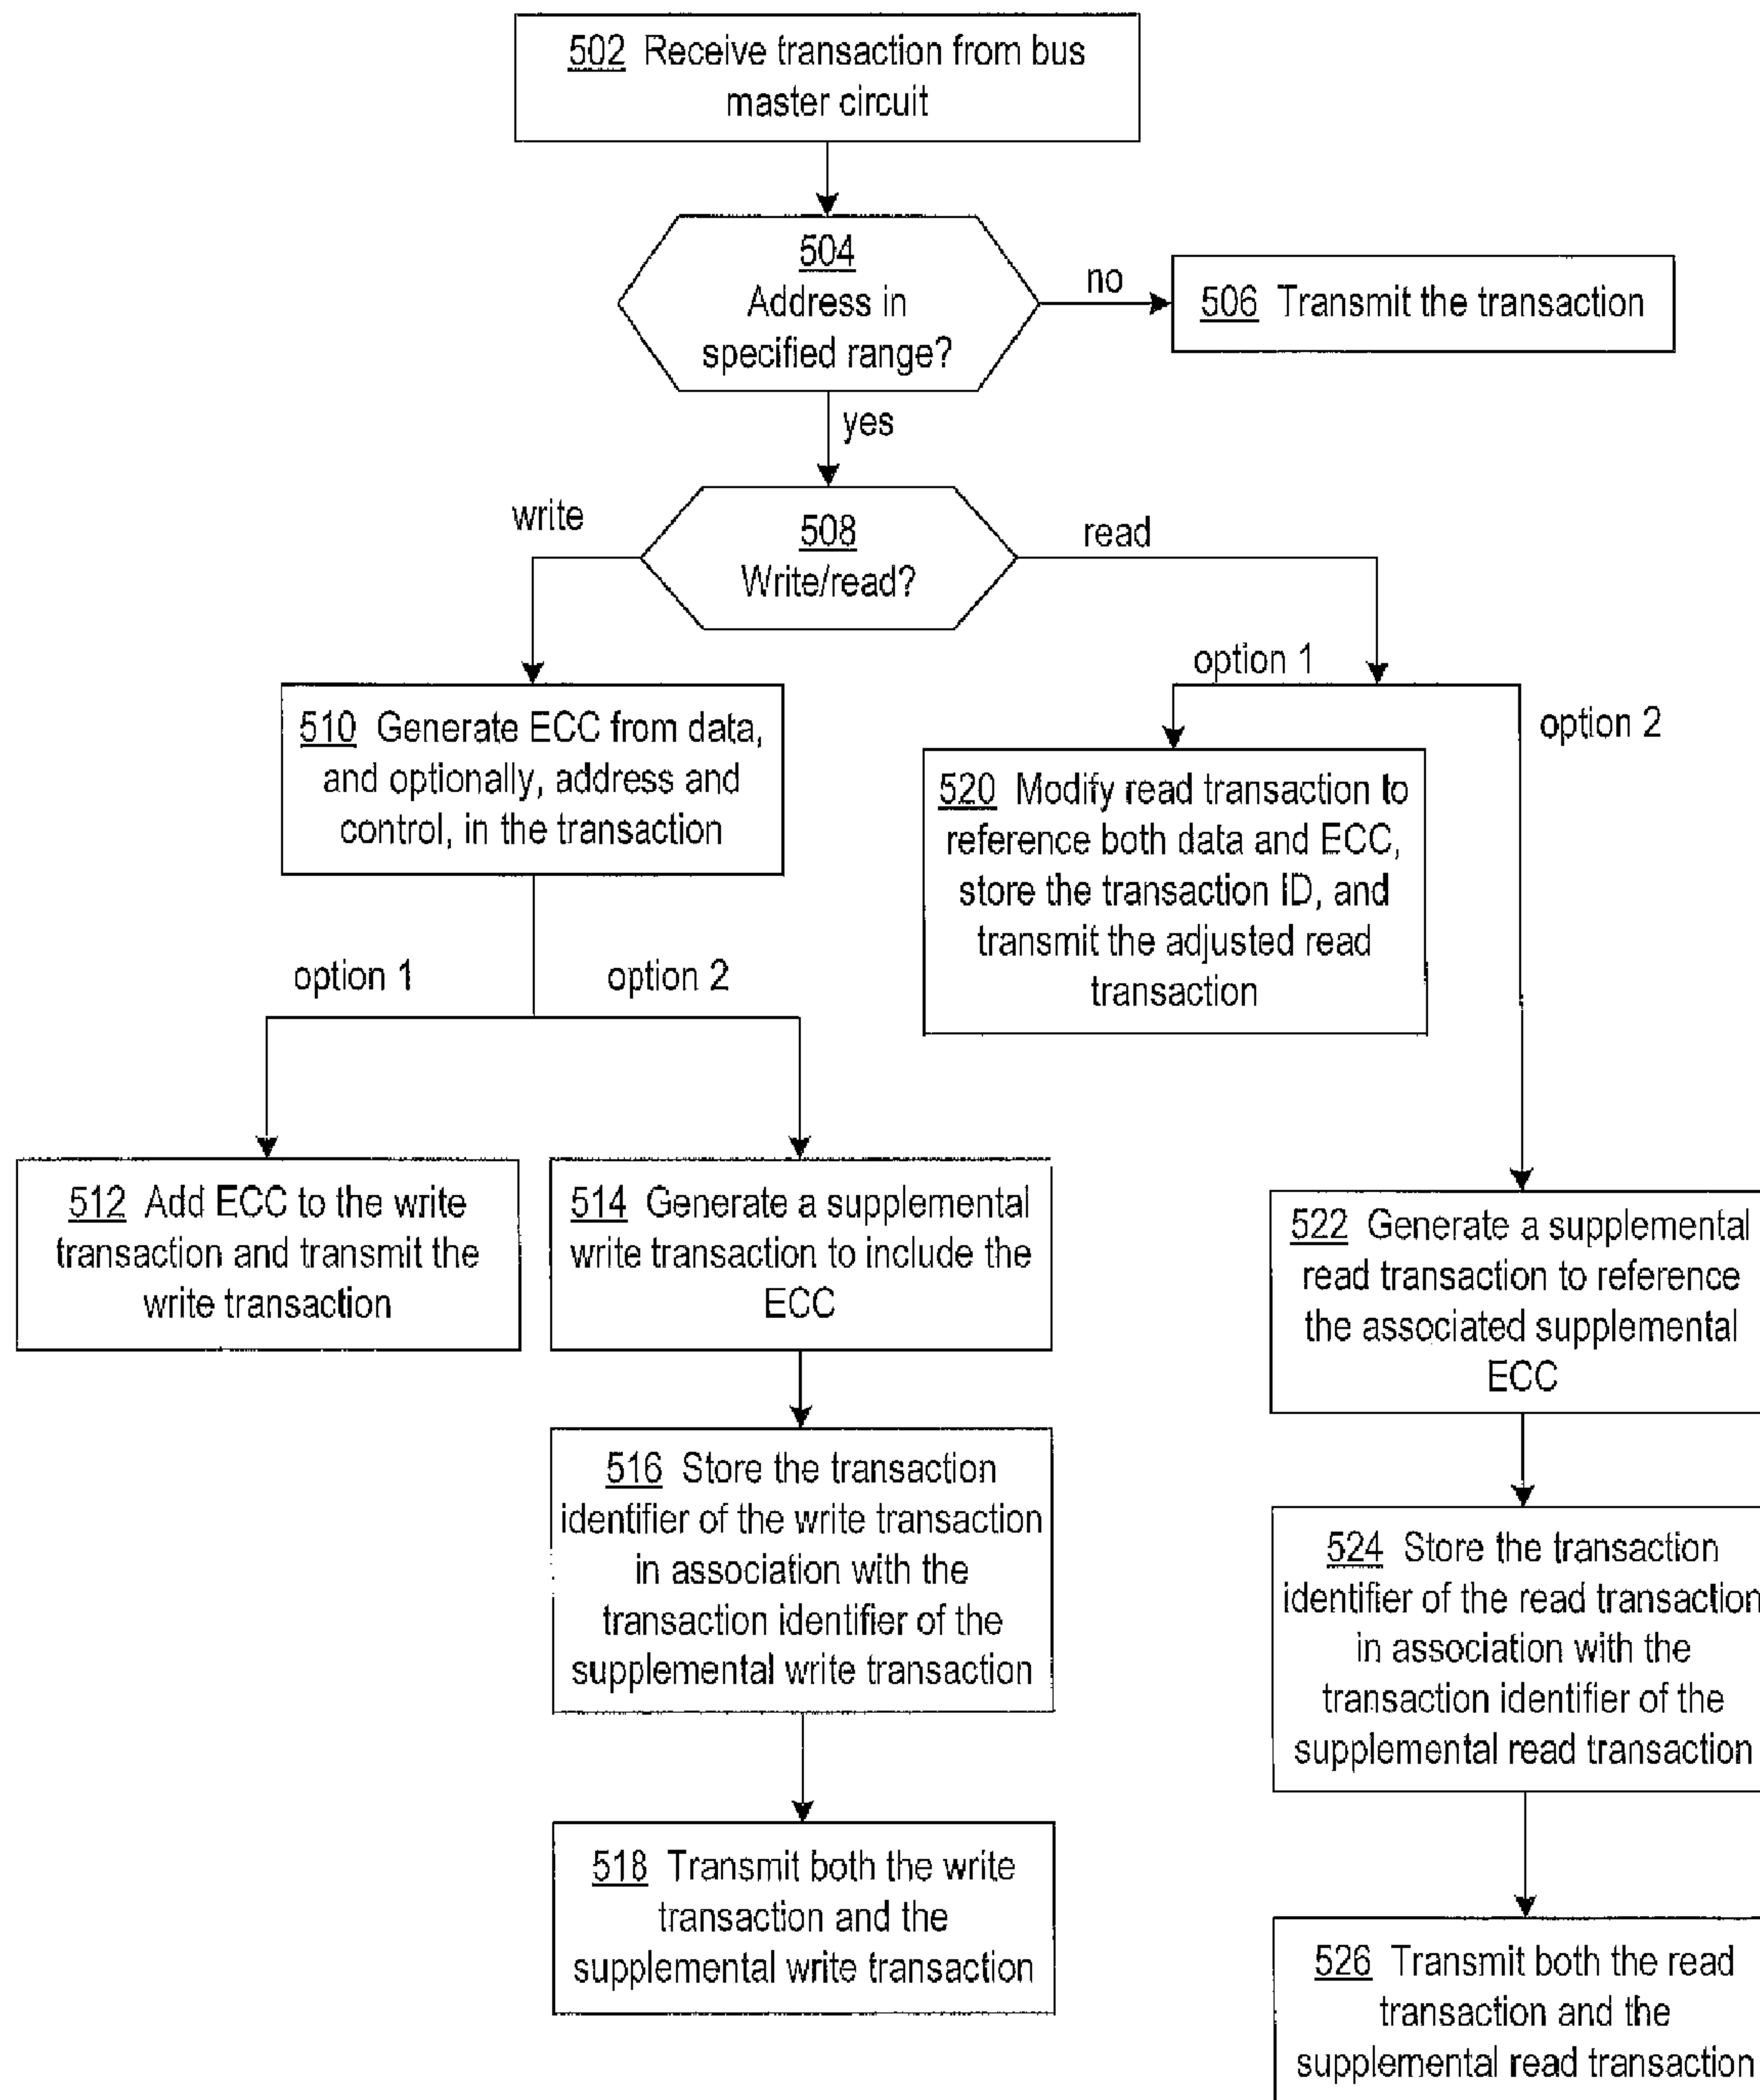 502 Receive transaction from bus
master circuit
504
Address in
specified range?
no
506 Transmit the transaction
yes
write
508
Write/read?
read
option 1
option 2
510 Generate ECC from data,
and optionally, address and
control, in the transaction
520 Modify read transaction to
reference both data and ECC,
store the transaction ID, and
transmit the adjusted read
transaction
option 1
option 2
512 Add ECC to the write
transaction and transmit the
write transaction
514 Generate a supplemental
write transaction to include the
ECC
522 Generate a supplemental
read transaction to reference
the associated supplemental
ECC
516 Store the transaction
identifier of the write transaction
in association with the
transaction identifier of the
supplemental write transaction
524 Store the transaction
identifier of the read transaction
in association with the
transaction identifier of the
supplemental read transaction
518 Transmit both the write
transaction and the
supplemental write transaction
526 Transmit both the read
transaction and the
supplemental read transaction